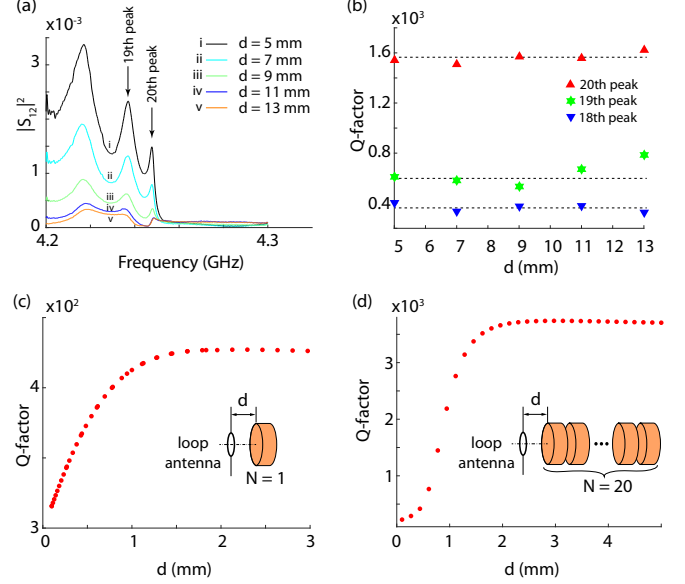 (a)
x10⁻³
|S₁₂|²
3
2
1
0
4.2
4.3
Frequency (GHz)
19th peak
20th peak
i d = 5 mm
ii d = 7 mm
iii d = 9 mm
iv d = 11 mm
v d = 13 mm
i
ii
iii
iv
v
(b)
x10³
Q-factor
1.6
1.2
0.8
0.4
5 6 7 8 9 10 11 12 13
d (mm)
20th peak
19th peak
18th peak
(c)
x10²
Q-factor
4
3
0 1 2 3
d (mm)
d
loop
antenna
N = 1
(d)
x10³
Q-factor
3
2
1
0 1 2 3 4
d (mm)
d
loop
antenna
N = 20